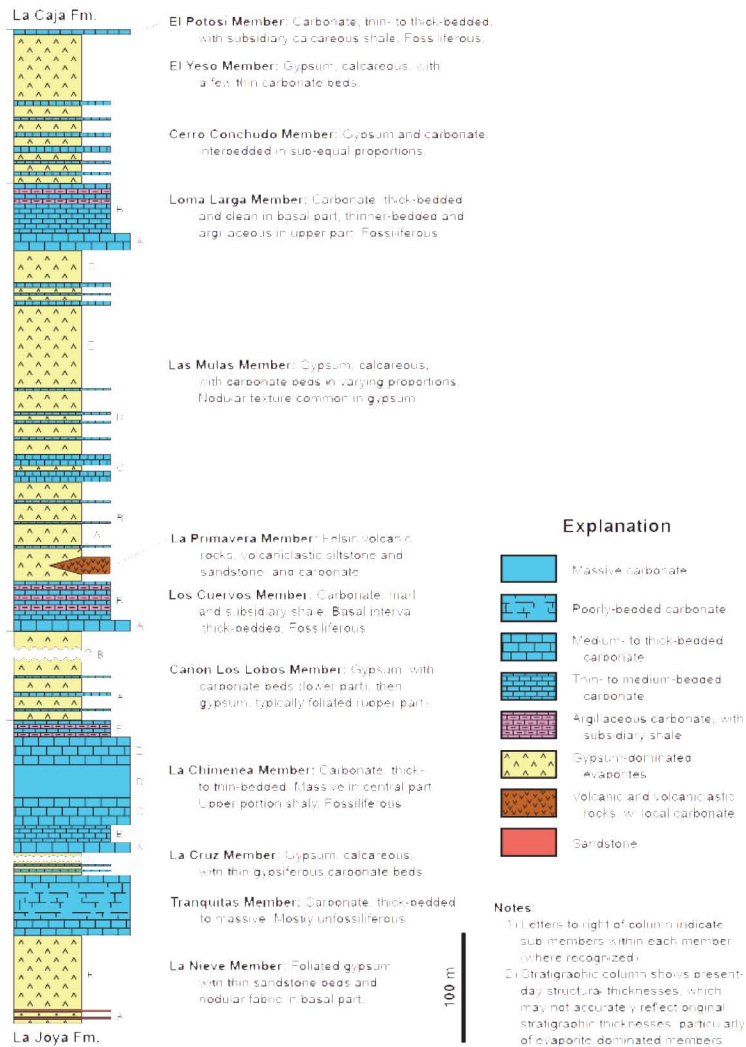 La Caja Fm.
El Potosi Member: Carbonate, thin- to thick-bedded,
with subsidiary calcareous shale. Fossiliferous.
El Yeso Member: Gypsum, calcareous, with
a few thin carbonate beds.
Cerro Conchudo Member: Gypsum and carbonate,
interbedded in sub-equal proportions.
Loma Larga Member: Carbonate, thick-bedded
and clean in basal part, thinner-bedded and
argillaceous in upper part. Fossiliferous
B
A
Las Mulas Member: Gypsum, calcareous,
with carbonate beds in varying proportions.
Nodular texture common in gypsum
E
D
C
B
A
La Primavera Member: Felsic volcanic
rocks, volcaniclastic siltstone and
sandstone, and carbonate
Los Cuervos Member: Carbonate, marl
and subsidiary shale. Basal interval
thick-bedded. Fossiliferous
B
A
? B
Canon Los Lobos Member: Gypsum, with
carbonate beds (lower part), then
gypsum, typically foliated (upper part)
A
F
E
La Chimenea Member: Carbonate, thick-
to thin-bedded. Massive in central part.
Upper portion shaly. Fossiliferous
D
C
B
A
La Cruz Member: Gypsum, calcareous,
with thin gypsiferous carbonate beds
Tranquitas Member: Carbonate, thick-bedded
to massive. Mostly unfossiliferous
La Nieve Member: Foliated gypsum
with thin sandstone beds and
nodular fabric in basal part.
B
A
La Joya Fm.
100 m
Explanation
Massive carbonate
Poorly-bedded carbonate
Medium- to thick-bedded
carbonate
Thin- to medium-bedded
carbonate
Argillaceous carbonate, with
subsidiary shale
Gypsum-dominated
evaporites
Volcanic and volcaniclastic
rocks, w/ local carbonate
Sandstone
Notes:
1) Letters to right of column indicate
sub members within each member
(where recognized)
2) Stratigraphic column shows present-
day structural thicknesses, which
may not accurately reflect original
stratigraphic thicknesses, particularly
of evaporite-dominated members